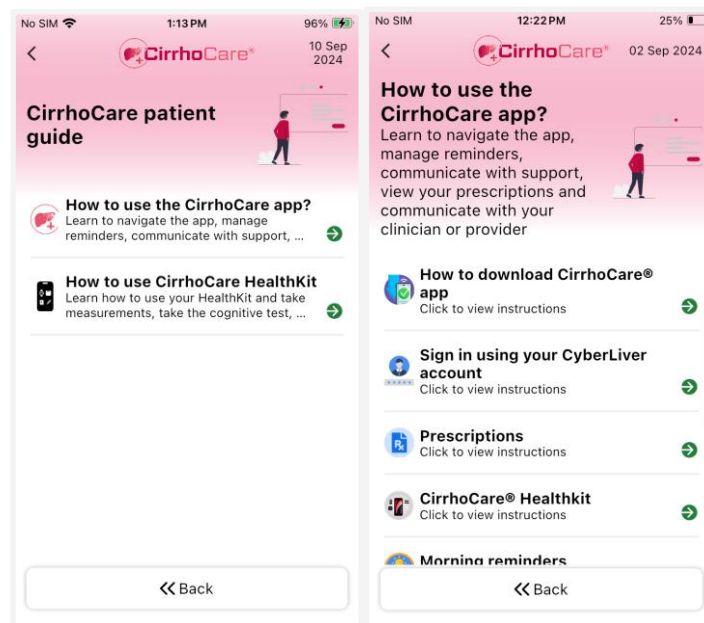 No SIM 1:13 PM 96%
CirrhoCare®
10 Sep
2024
CirrhoCare patient
guide
How to use the CirrhoCare app?
Learn to navigate the app, manage
reminders, communicate with support, ...
How to use CirrhoCare HealthKit
Learn how to use your HealthKit and take
measurements, take the cognitive test, ...
Back
No SIM 12:22 PM 25%
CirrhoCare® 02 Sep 2024
How to use the
CirrhoCare app?
Learn to navigate the app,
manage reminders,
communicate with support,
view your prescriptions and
communicate with your
clinician or provider
How to download CirrhoCare®
app
Click to view instructions
Sign in using your CyberLiver
account
Click to view instructions
Prescriptions
Click to view instructions
CirrhoCare® Healthkit
Click to view instructions
Morning reminders
Back